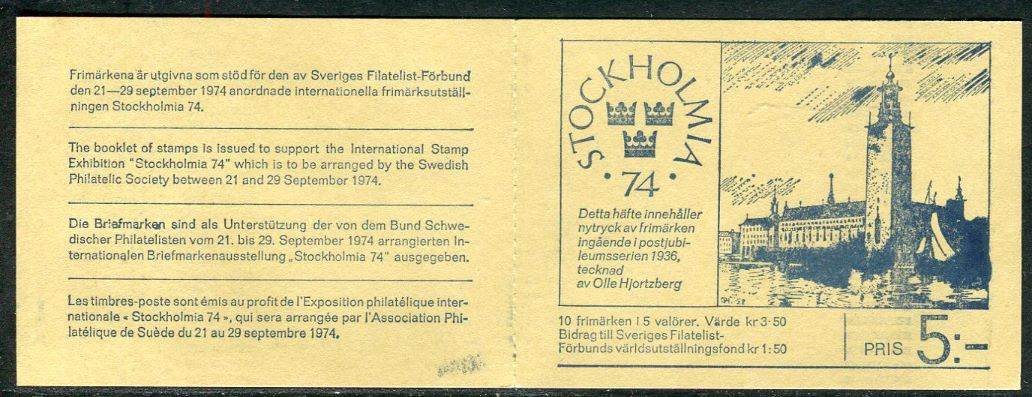 Frimärkena är utgivna som stöd för den av Sveriges Filatelist-Förbund
den 21—29 september 1974 anordnade internationella frimärksutställ-
ningen Stockholmia 74.
The booklet of stamps is issued to support the International Stamp
Exhibition "Stockholmia 74" which is to be arranged by the Swedish
Philatelic Society between 21 and 29 September 1974.
Die Briefmarken sind als Unterstützung der von dem Bund Schwe-
discher Philatelisten vom 21. bis 29. September 1974 arrangierten In-
ternationalen Briefmarkenausstellung „Stockholmia 74" ausgegeben.
Les timbres-poste sont émis au profit de l'Exposition philatélique inter-
nationale « Stockholmia 74 », qui sera arrangée par l'Association Phi-
latélique de Suède du 21 au 29 septembre 1974.
STOCKHOLMIA
• 74 •
Detta häfte innehåller
nytryck av frimärken
ingående i postjubi-
leumsserien 1936,
tecknad
av Olle Hjortzberg
10 frimärken i 5 valörer. Värde kr 3·50
Bidrag till Sveriges Filatelist-
Förbunds världsutställningsfond kr 1:50
PRIS 5:-